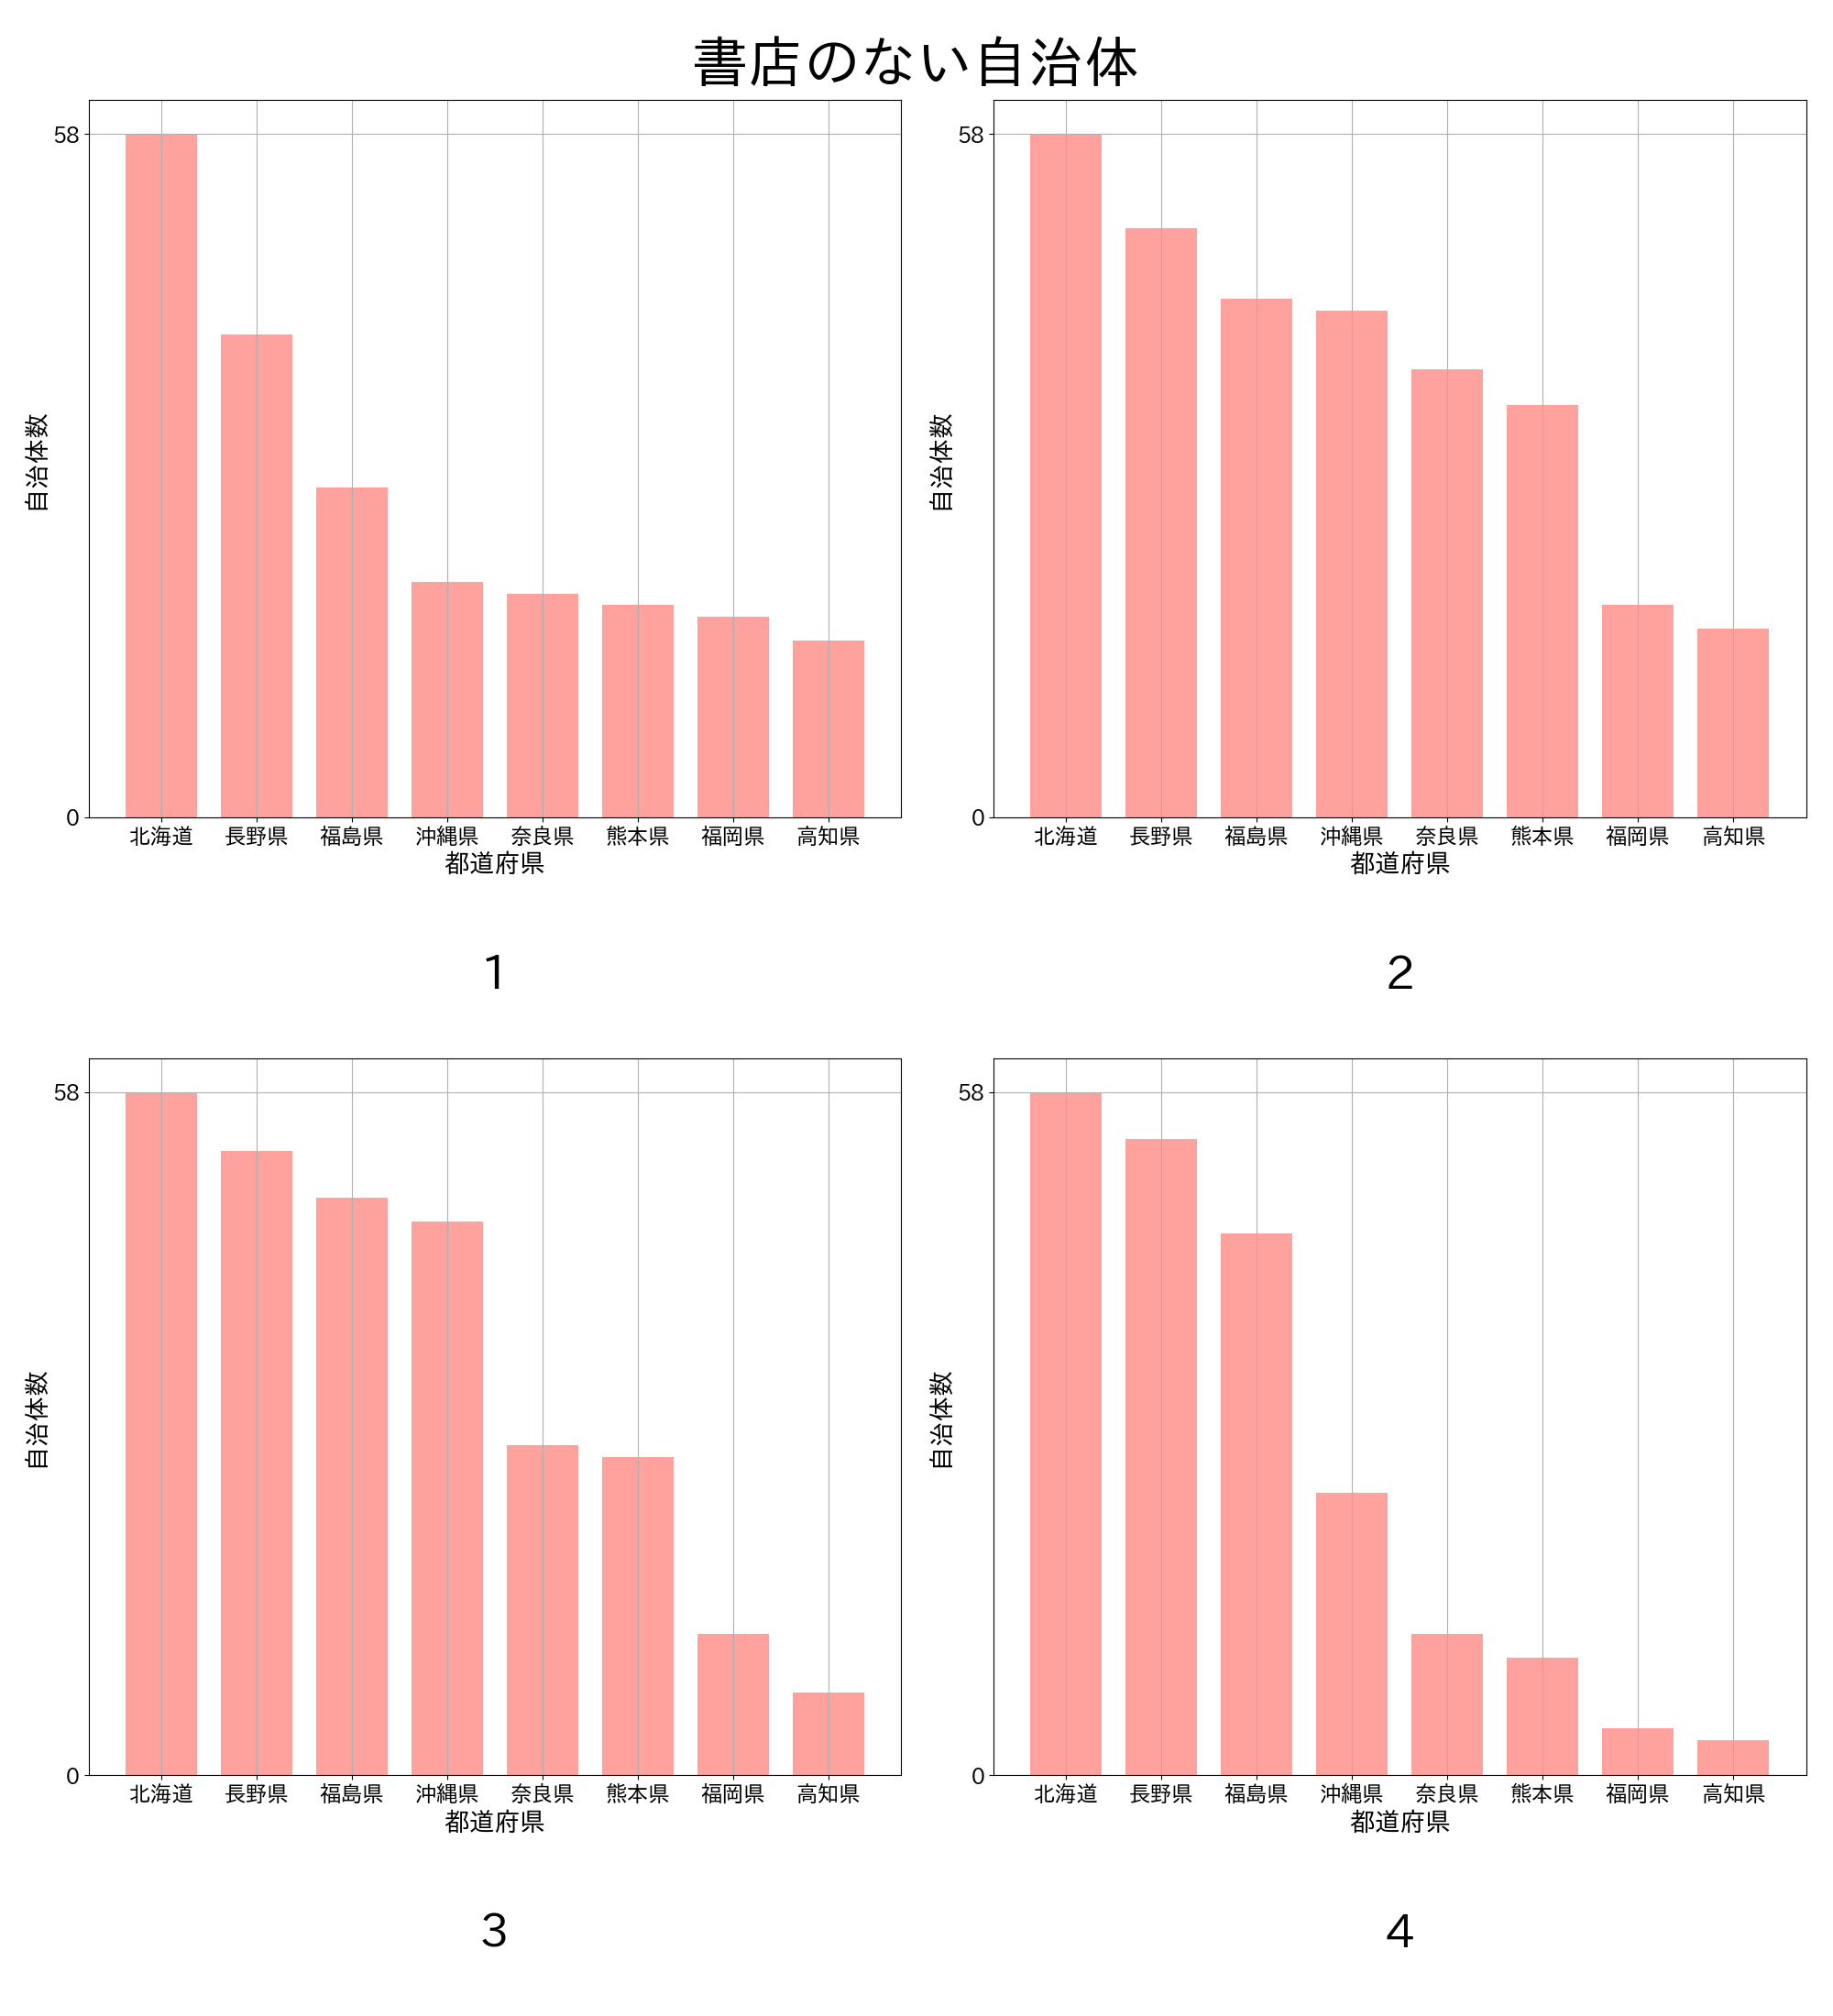 書店のない自治体
58
0
自治体数
北海道 長野県 福島県 沖縄県 奈良県 熊本県 福岡県 高知県
都道府県
1
58
0
自治体数
北海道 長野県 福島県 沖縄県 奈良県 熊本県 福岡県 高知県
都道府県
2
58
0
自治体数
北海道 長野県 福島県 沖縄県 奈良県 熊本県 福岡県 高知県
都道府県
3
58
0
自治体数
北海道 長野県 福島県 沖縄県 奈良県 熊本県 福岡県 高知県
都道府県
4